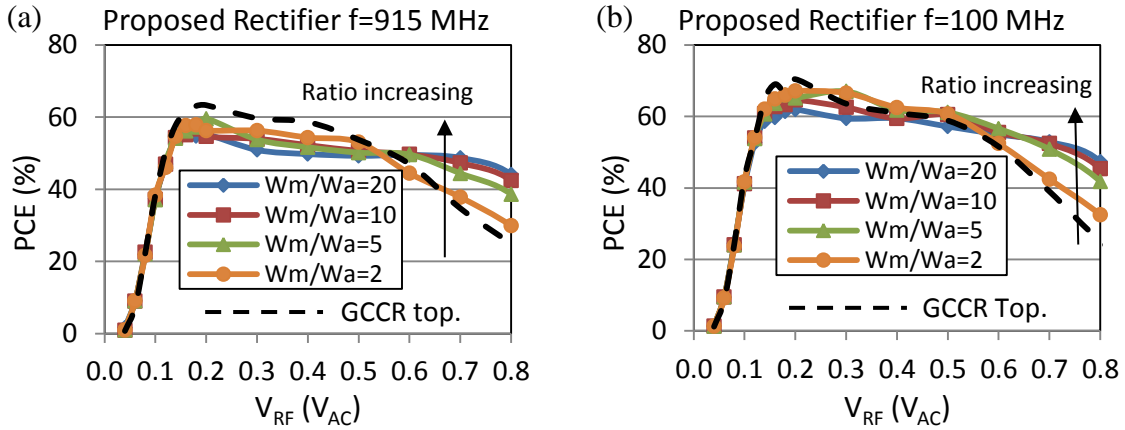 (a) Proposed Rectifier f=915 MHz
80
60
40
20
0
PCE (%)
Ratio increasing
Wm/Wa=20
Wm/Wa=10
Wm/Wa=5
Wm/Wa=2
GCCR top.
0.0 0.1 0.2 0.3 0.4 0.5 0.6 0.7 0.8
V_RF (V_AC)
(b) Proposed Rectifier f=100 MHz
80
60
40
20
0
PCE (%)
Ratio increasing
Wm/Wa=20
Wm/Wa=10
Wm/Wa=5
Wm/Wa=2
GCCR Top.
0.0 0.1 0.2 0.3 0.4 0.5 0.6 0.7 0.8
V_RF (V_AC)